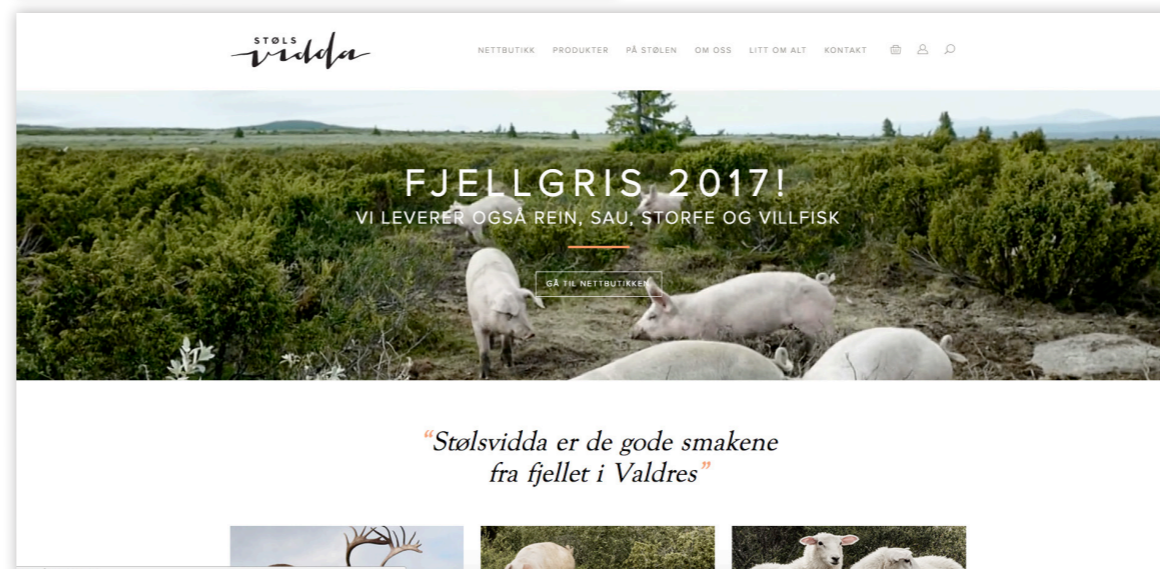 STØLS
vidda
NETTBUTIKK PRODUKTER PÅ STØLEN OM OSS LITT OM ALT KONTAKT
FJELLGRIS 2017!
VI LEVERER OGSÅ REIN, SAU, STORFE OG VILLFISK
GÅ TIL NETTBUTIKKEN
“Stølsvidda er de gode smakene
fra fjellet i Valdres”